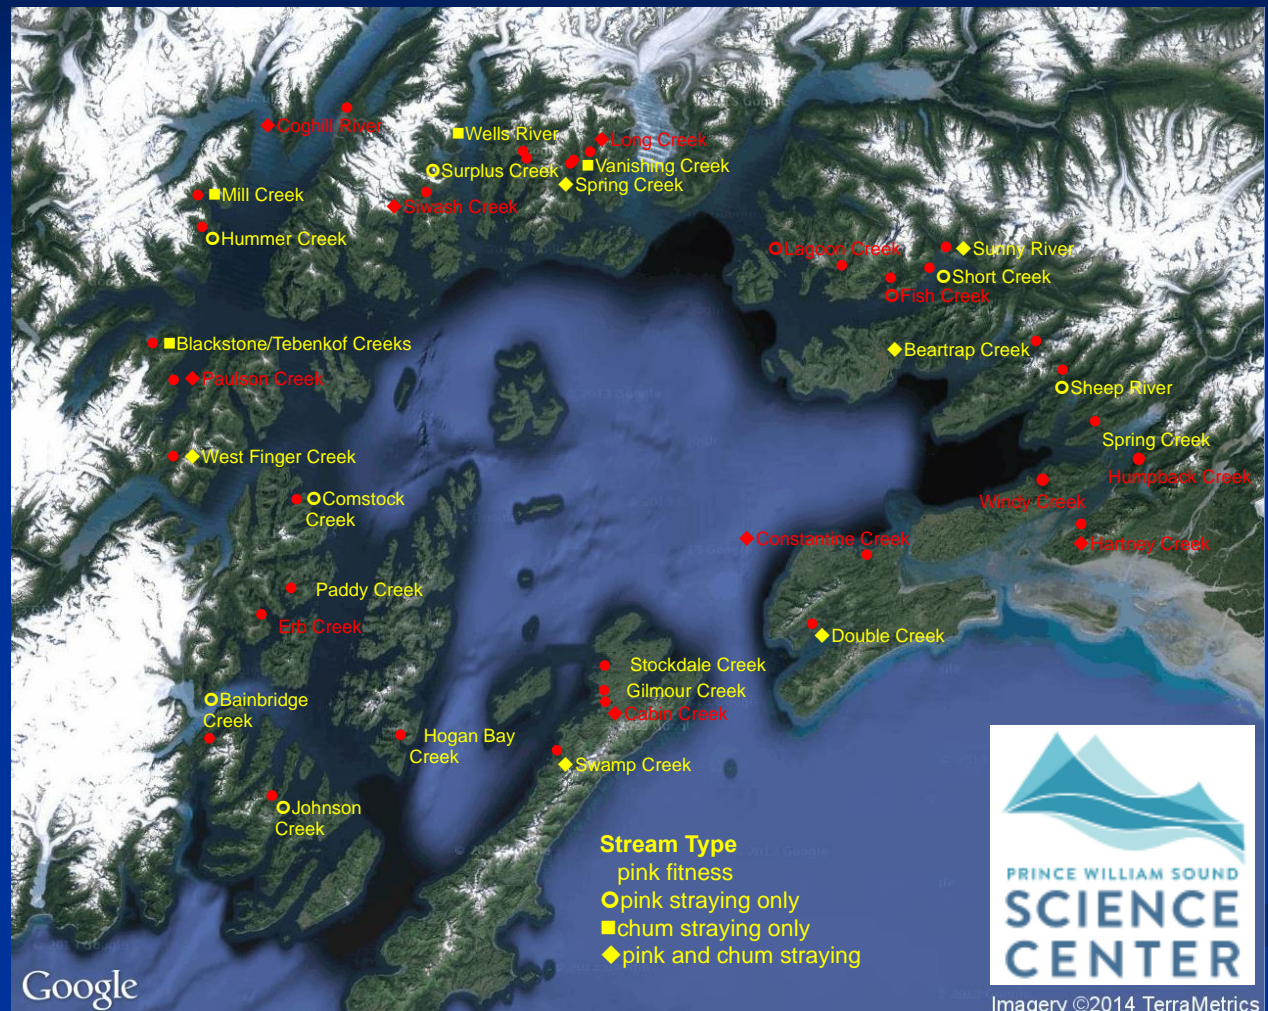 Coghill River
Wells River
Long Creek
Surplus Creek
Vanishing Creek
Spring Creek
Mill Creek
Siwash Creek
Hummer Creek
Lagoon Creek
Sunny River
Short Creek
Fish Creek
Blackstone/Tebenkof Creeks
Beartrap Creek
Paulson Creek
Sheep River
Spring Creek
West Finger Creek
Humpback Creek
Comstock
Creek
Windy Creek
Constantine Creek
Hartney Creek
Paddy Creek
Erb Creek
Double Creek
Stockdale Creek
Gilmour Creek
Bainbridge
Creek
Cabin Creek
Hogan Bay
Creek
Swamp Creek
Johnson
Creek
Stream Type
pink fitness
pink straying only
chum straying only
pink and chum straying
PRINCE WILLIAM SOUND
SCIENCE
CENTER
Google
Imagery ©2014 TerraMetrics